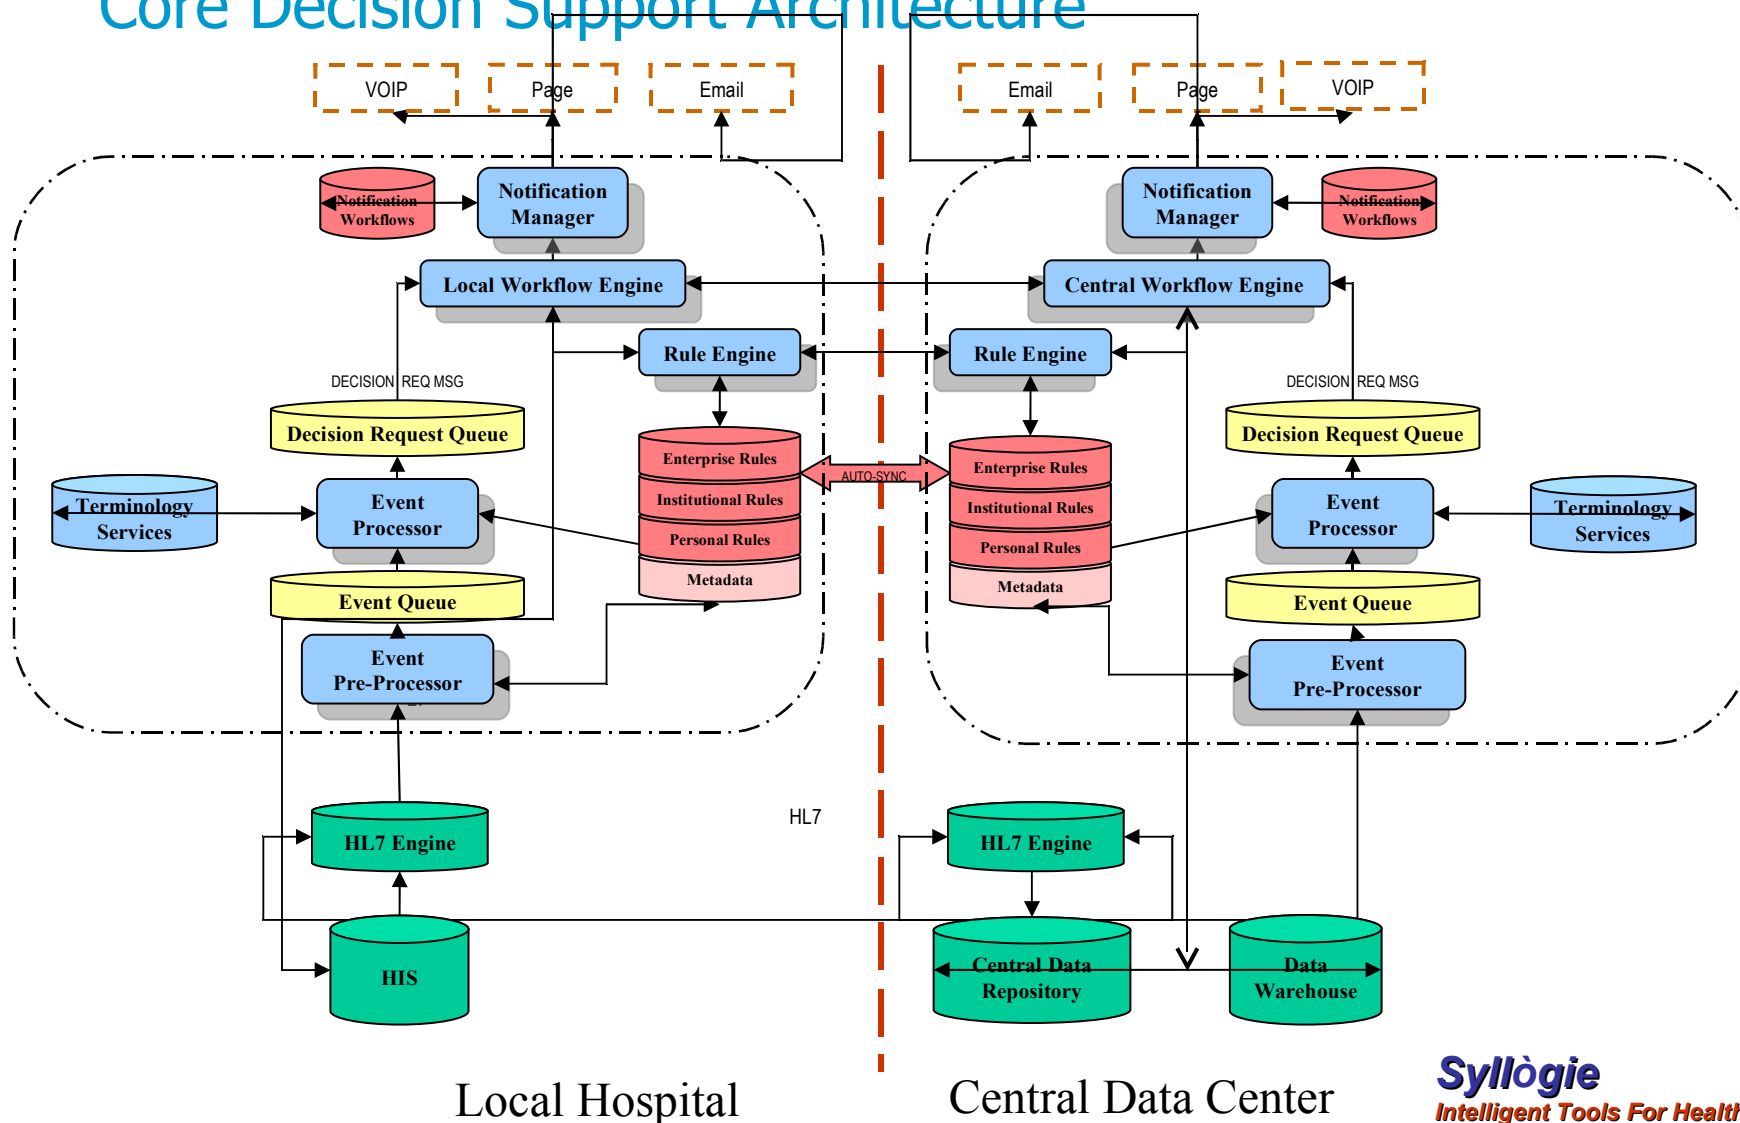 Core Decision Support Architecture
VOIP
Page
Email
Email
Page
VOIP
Notification
Workflows
Notification
Manager
Notification
Manager
Notification
Workflows
Local Workflow Engine
Central Workflow Engine
Rule Engine
Rule Engine
DECISION REQ MSG
DECISION REQ MSG
Decision Request Queue
Decision Request Queue
Enterprise Rules
Institutional Rules
Personal Rules
Metadata
AUTO-SYNC
Enterprise Rules
Institutional Rules
Personal Rules
Metadata
Terminology
Services
Event
Processor
Event
Processor
Terminology
Services
Event Queue
Event Queue
Event
Pre-Processor
Event
Pre-Processor
HL7 Engine
HL7
HL7 Engine
HIS
Central Data
Repository
Data
Warehouse
Local Hospital
Central Data Center
Syllògie
Intelligent Tools For Health